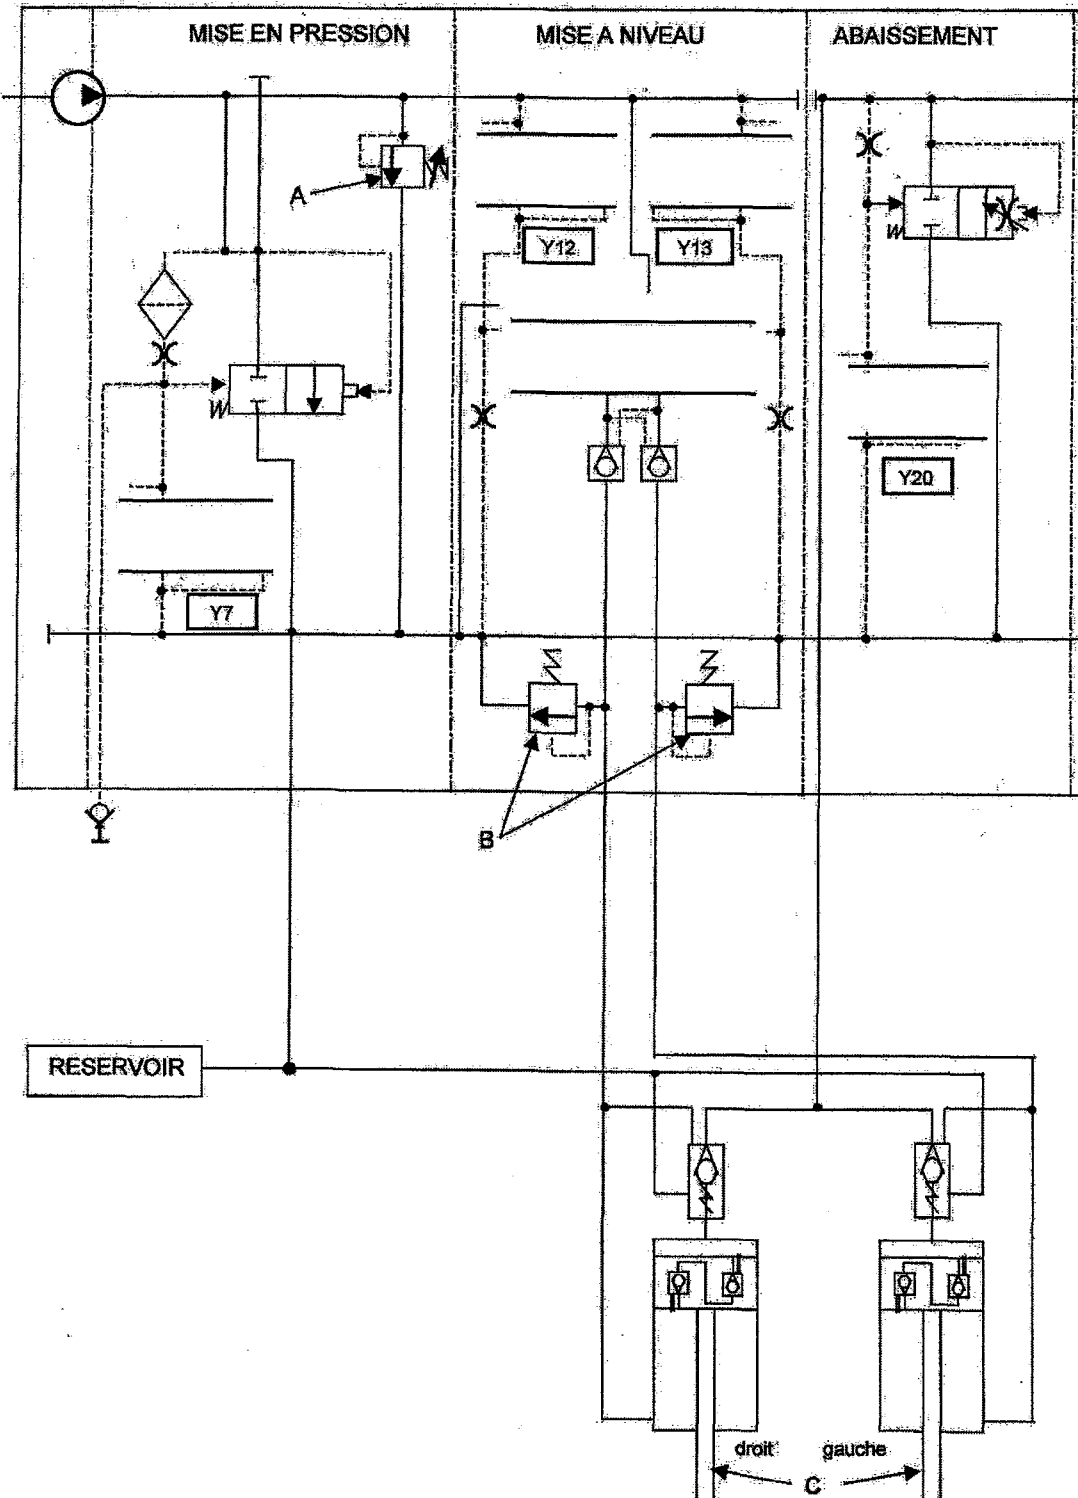 MISE EN PRESSION
MISE A NIVEAU
ABAISSEMENT
A
Y12
Y13
W
W
Y20
Y7
B
RESERVOIR
droit
gauche
C